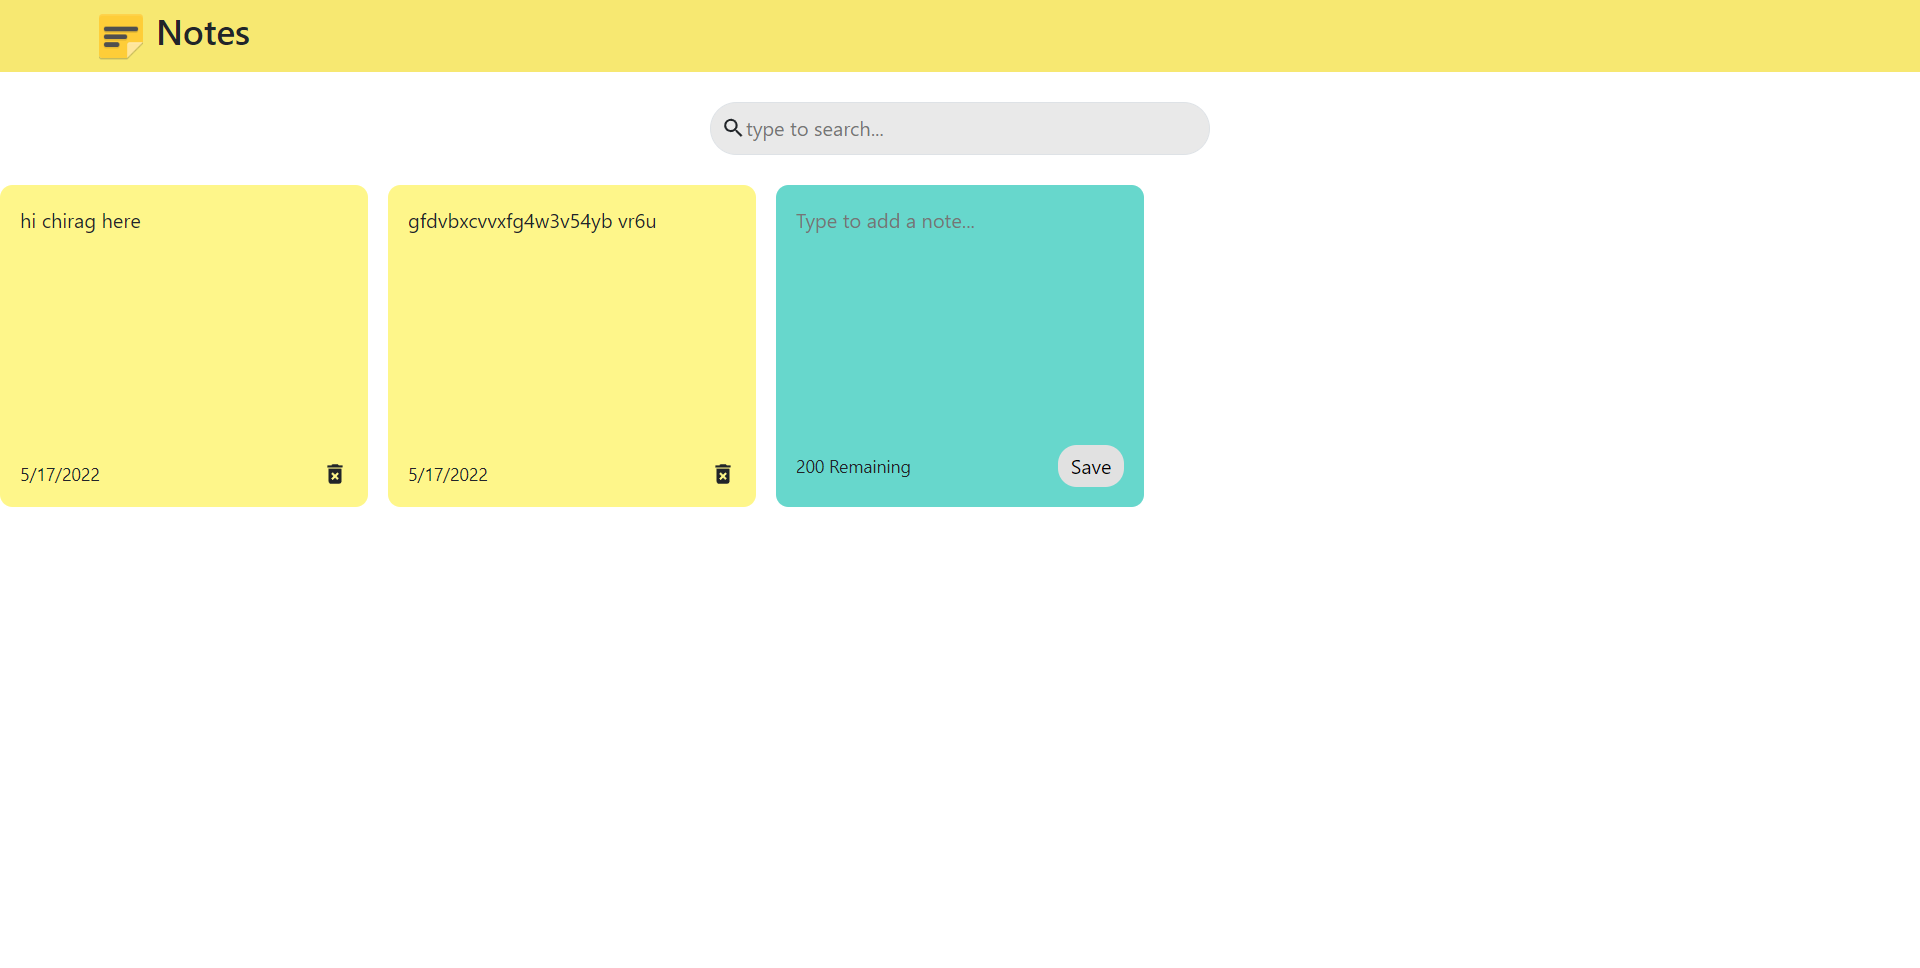 Notes
type to search...
hi chirag here
5/17/2022
gfdvbxcvvxfg4w3v54yb vr6u
5/17/2022
Type to add a note...
200 Remaining
Save